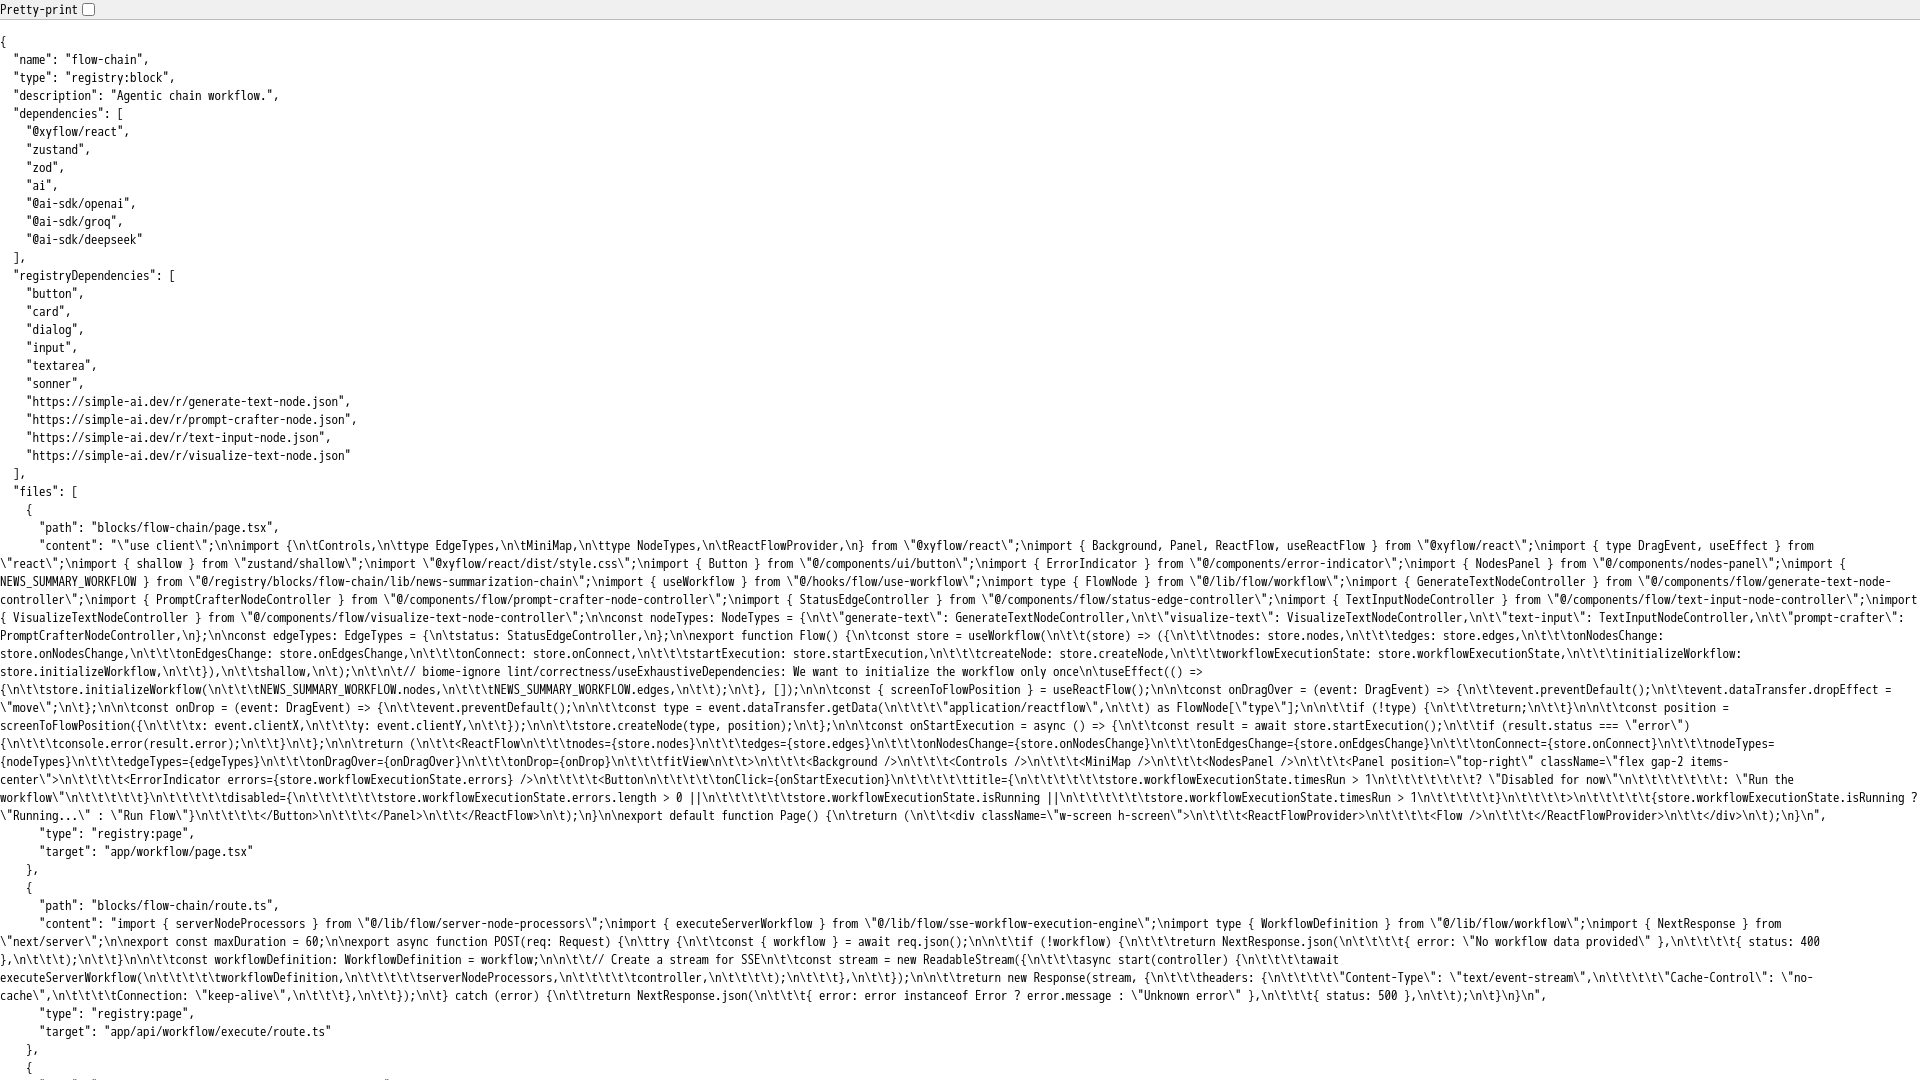 Pretty-print
{
  "name": "flow-chain",
  "type": "registry:block",
  "description": "Agentic chain workflow.",
  "dependencies": [
    "@xyflow/react",
    "zustand",
    "zod",
    "ai",
    "@ai-sdk/openai",
    "@ai-sdk/groq",
    "@ai-sdk/deepseek"
  ],
  "registryDependencies": [
    "button",
    "card",
    "dialog",
    "input",
    "textarea",
    "sonner",
    "https://simple-ai.dev/r/generate-text-node.json",
    "https://simple-ai.dev/r/prompt-crafter-node.json",
    "https://simple-ai.dev/r/text-input-node.json",
    "https://simple-ai.dev/r/visualize-text-node.json"
  ],
  "files": [
    {
      "path": "blocks/flow-chain/page.tsx",
      "content": "\"use client\";\n\nimport {\n\tControls,\n\ttype EdgeTypes,\n\tMiniMap,\n\ttype NodeTypes,\n\tReactFlowProvider,\n} from \"@xyflow/react\";\nimport { Background, Panel, ReactFlow, useReactFlow } from \"@xyflow/react\";\nimport { type DragEvent, useEffect } from
\"react\";\nimport { shallow } from \"zustand/shallow\";\nimport \"@xyflow/react/dist/style.css\";\nimport { Button } from \"@/components/ui/button\";\nimport { ErrorIndicator } from \"@/components/error-indicator\";\nimport { NodesPanel } from \"@/components/nodes-panel\";\nimport {
NEWS_SUMMARY_WORKFLOW } from \"@/registry/blocks/flow-chain/lib/news-summarization-chain\";\nimport { useWorkflow } from \"@/hooks/flow/use-workflow\";\nimport type { FlowNode } from \"@/lib/flow/workflow\";\nimport { GenerateTextNodeController } from \"@/components/flow/generate-text-node-
controller\";\nimport { PromptCrafterNodeController } from \"@/components/flow/prompt-crafter-node-controller\";\nimport { StatusEdgeController } from \"@/components/flow/status-edge-controller\";\nimport { TextInputNodeController } from \"@/components/flow/text-input-node-controller\";\nimport
{ VisualizeTextNodeController } from \"@/components/flow/visualize-text-node-controller\";\n\nconst nodeTypes: NodeTypes = {\n\t\"generate-text\": GenerateTextNodeController,\n\t\"visualize-text\": VisualizeTextNodeController,\n\t\"text-input\": TextInputNodeController,\n\t\"prompt-crafter\":
PromptCrafterNodeController,\n};\n\nconst edgeTypes: EdgeTypes = {\n\tstatus: StatusEdgeController,\n};\n\nexport function Flow() {\n\tconst store = useWorkflow(\n\t\t(store) => ({\n\t\t\tnodes: store.nodes,\n\t\t\tedges: store.edges,\n\t\t\tonNodesChange:
store.onNodesChange,\n\t\t\tonEdgesChange: store.onEdgesChange,\n\t\t\tonConnect: store.onConnect,\n\t\t\tstartExecution: store.startExecution,\n\t\t\tcreateNode: store.createNode,\n\t\t\tworkflowExecutionState: store.workflowExecutionState,\n\t\t\tinitializeWorkflow:
store.initializeWorkflow,\n\t\t}),\n\t\tshallow,\n\t);\n\t\n\t// biome-ignore lint/correctness/useExhaustiveDependencies: We want to initialize the workflow only once\n\tuseEffect(() =>
{\n\t\tstore.initializeWorkflow(\n\t\t\tNEWS_SUMMARY_WORKFLOW.nodes,\n\t\t\tNEWS_SUMMARY_WORKFLOW.edges,\n\t\t);\n\t}, []);\n\n\tconst { screenToFlowPosition } = useReactFlow();\n\n\tconst onDragOver = (event: DragEvent) => {\n\t\tevent.preventDefault();\n\t\tevent.dataTransfer.dropEffect =
\"move\";\n\t};\n\n\tconst onDrop = (event: DragEvent) => {\n\t\tevent.preventDefault();\n\n\t\tconst type = event.dataTransfer.getData(\n\t\t\t\"application/reactflow\",\n\t\t) as FlowNode[\"type\"];\n\n\t\tif (!type) {\n\t\t\treturn;\n\t\t}\n\n\t\tconst position =
screenToFlowPosition({\n\t\t\tx: event.clientX,\n\t\t\ty: event.clientY,\n\t\t});\n\n\t\tstore.createNode(type, position);\n\t};\n\n\tconst onStartExecution = async () => {\n\t\tconst result = await store.startExecution();\n\t\tif (result.status === \"error\")
{\n\t\t\tconsole.error(result.error);\n\t\t}\n\t};\n\n\treturn (\n\t\t<ReactFlow\n\t\t\tnodes={store.nodes}\n\t\t\tedges={store.edges}\n\t\t\tonNodesChange={store.onNodesChange}\n\t\t\tonEdgesChange={store.onEdgesChange}\n\t\t\tonConnect={store.onConnect}\n\t\t\tnodeTypes=
{nodeTypes}\n\t\t\tedgeTypes={edgeTypes}\n\t\t\tonDragOver={onDragOver}\n\t\t\tonDrop={onDrop}\n\t\t\tfitView\n\t\t>\n\t\t\t<Background />\n\t\t\t<Controls />\n\t\t\t<MiniMap />\n\t\t\t<NodesPanel />\n\t\t\t<Panel position=\"top-right\" className=\"flex gap-2 items-
center\">\n\t\t\t\t<ErrorIndicator errors={store.workflowExecutionState.errors} />\n\t\t\t\t<Button\n\t\t\t\t\tonClick={onStartExecution}\n\t\t\t\t\ttitle={\n\t\t\t\t\t\tstore.workflowExecutionState.timesRun > 1\n\t\t\t\t\t\t\t? \"Disabled for now\"\n\t\t\t\t\t\t\t: \"Run the
workflow\"\n\t\t\t\t\t}\n\t\t\t\t\tdisabled={\n\t\t\t\t\t\tstore.workflowExecutionState.errors.length > 0 ||\n\t\t\t\t\t\tstore.workflowExecutionState.isRunning ||\n\t\t\t\t\t\tstore.workflowExecutionState.timesRun > 1\n\t\t\t\t\t}\n\t\t\t\t>\n\t\t\t\t\t{store.workflowExecutionState.isRunning ?
\"Running...\" : \"Run Flow\"}\n\t\t\t\t</Button>\n\t\t\t</Panel>\n\t\t</ReactFlow>\n\t);\n}\n\nexport default function Page() {\n\treturn (\n\t\t<div className=\"w-screen h-screen\">\n\t\t\t<ReactFlowProvider>\n\t\t\t\t<Flow />\n\t\t\t</ReactFlowProvider>\n\t\t</div>\n\t);\n}\n",
      "type": "registry:page",
      "target": "app/workflow/page.tsx"
    },
    {
      "path": "blocks/flow-chain/route.ts",
      "content": "import { serverNodeProcessors } from \"@/lib/flow/server-node-processors\";\nimport { executeServerWorkflow } from \"@/lib/flow/sse-workflow-execution-engine\";\nimport type { WorkflowDefinition } from \"@/lib/flow/workflow\";\nimport { NextResponse } from
\"next/server\";\n\nexport const maxDuration = 60;\n\nexport async function POST(req: Request) {\n\ttry {\n\t\tconst { workflow } = await req.json();\n\n\t\tif (!workflow) {\n\t\t\treturn NextResponse.json(\n\t\t\t\t{ error: \"No workflow data provided\" },\n\t\t\t\t{ status: 400
},\n\t\t\t);\n\t\t}\n\n\t\tconst workflowDefinition: WorkflowDefinition = workflow;\n\n\t\t// Create a stream for SSE\n\t\tconst stream = new ReadableStream({\n\t\t\tasync start(controller) {\n\t\t\t\tawait
executeServerWorkflow(\n\t\t\t\t\tworkflowDefinition,\n\t\t\t\t\tserverNodeProcessors,\n\t\t\t\t\tcontroller,\n\t\t\t\t);\n\t\t\t},\n\t\t});\n\n\t\treturn new Response(stream, {\n\t\t\theaders: {\n\t\t\t\t\"Content-Type\": \"text/event-stream\",\n\t\t\t\t\"Cache-Control\": \"no-
cache\",\n\t\t\t\tConnection: \"keep-alive\",\n\t\t\t},\n\t\t});\n\t} catch (error) {\n\t\treturn NextResponse.json(\n\t\t\t{ error: error instanceof Error ? error.message : \"Unknown error\" },\n\t\t\t{ status: 500 },\n\t\t);\n\t}\n}\n",
      "type": "registry:page",
      "target": "app/api/workflow/execute/route.ts"
    },
    {